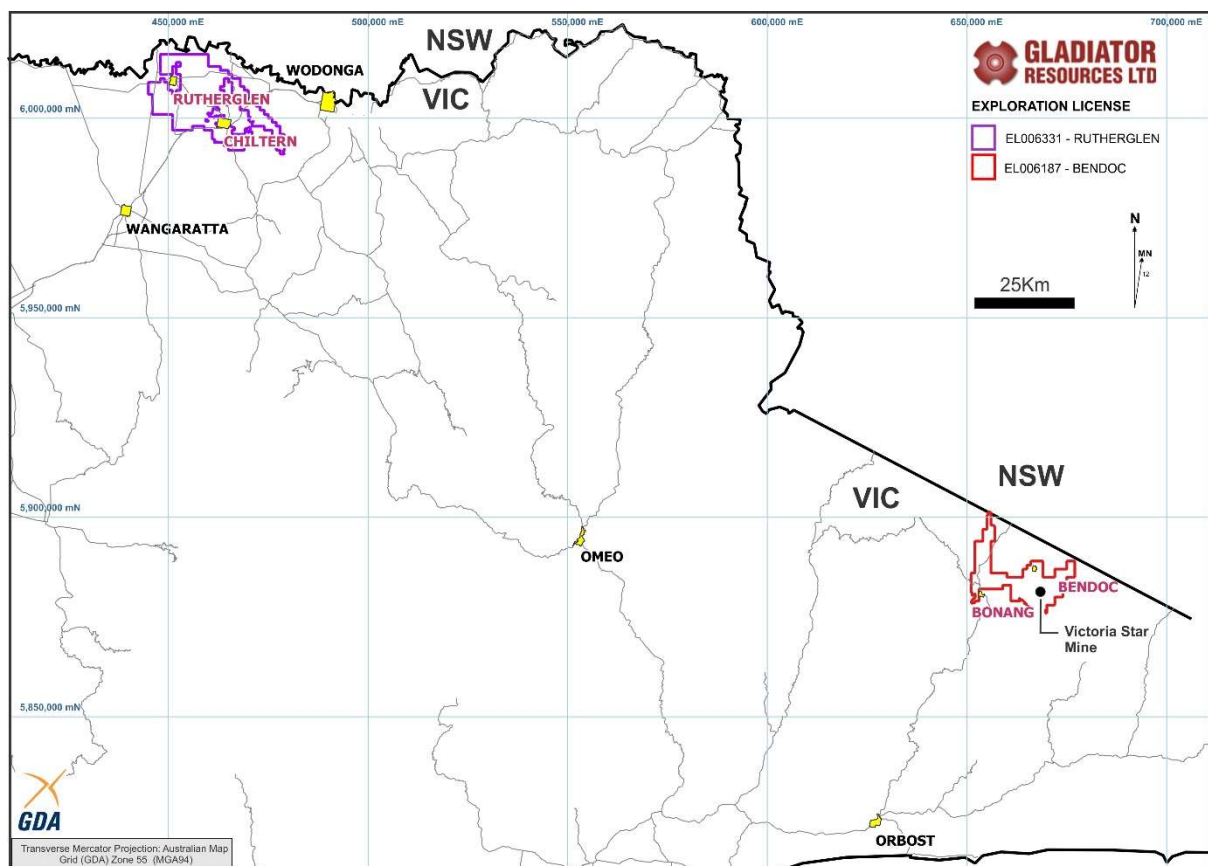 450,000 mE
500,000 mE
550,000 mE
600,000 mE
650,000 mE
700,000 mE
NSW
VIC
WODONGA
RUTHERGLEN
CHILTERN
WANGARATTA
6,000,000 mN
5,950,000 mN
5,900,000 mN
5,850,000 mN
GLADIATOR
RESOURCES LTD
EXPLORATION LICENSE
EL006331 - RUTHERGLEN
EL006187 - BENDOC
N
MN
12
25Km
NSW
VIC
OMEO
BENDOC
BONANG
Victoria Star
Mine
ORBOST
GDA
Transverse Mercator Projection: Australian Map
Grid (GDA) Zone 55 (MGA94)